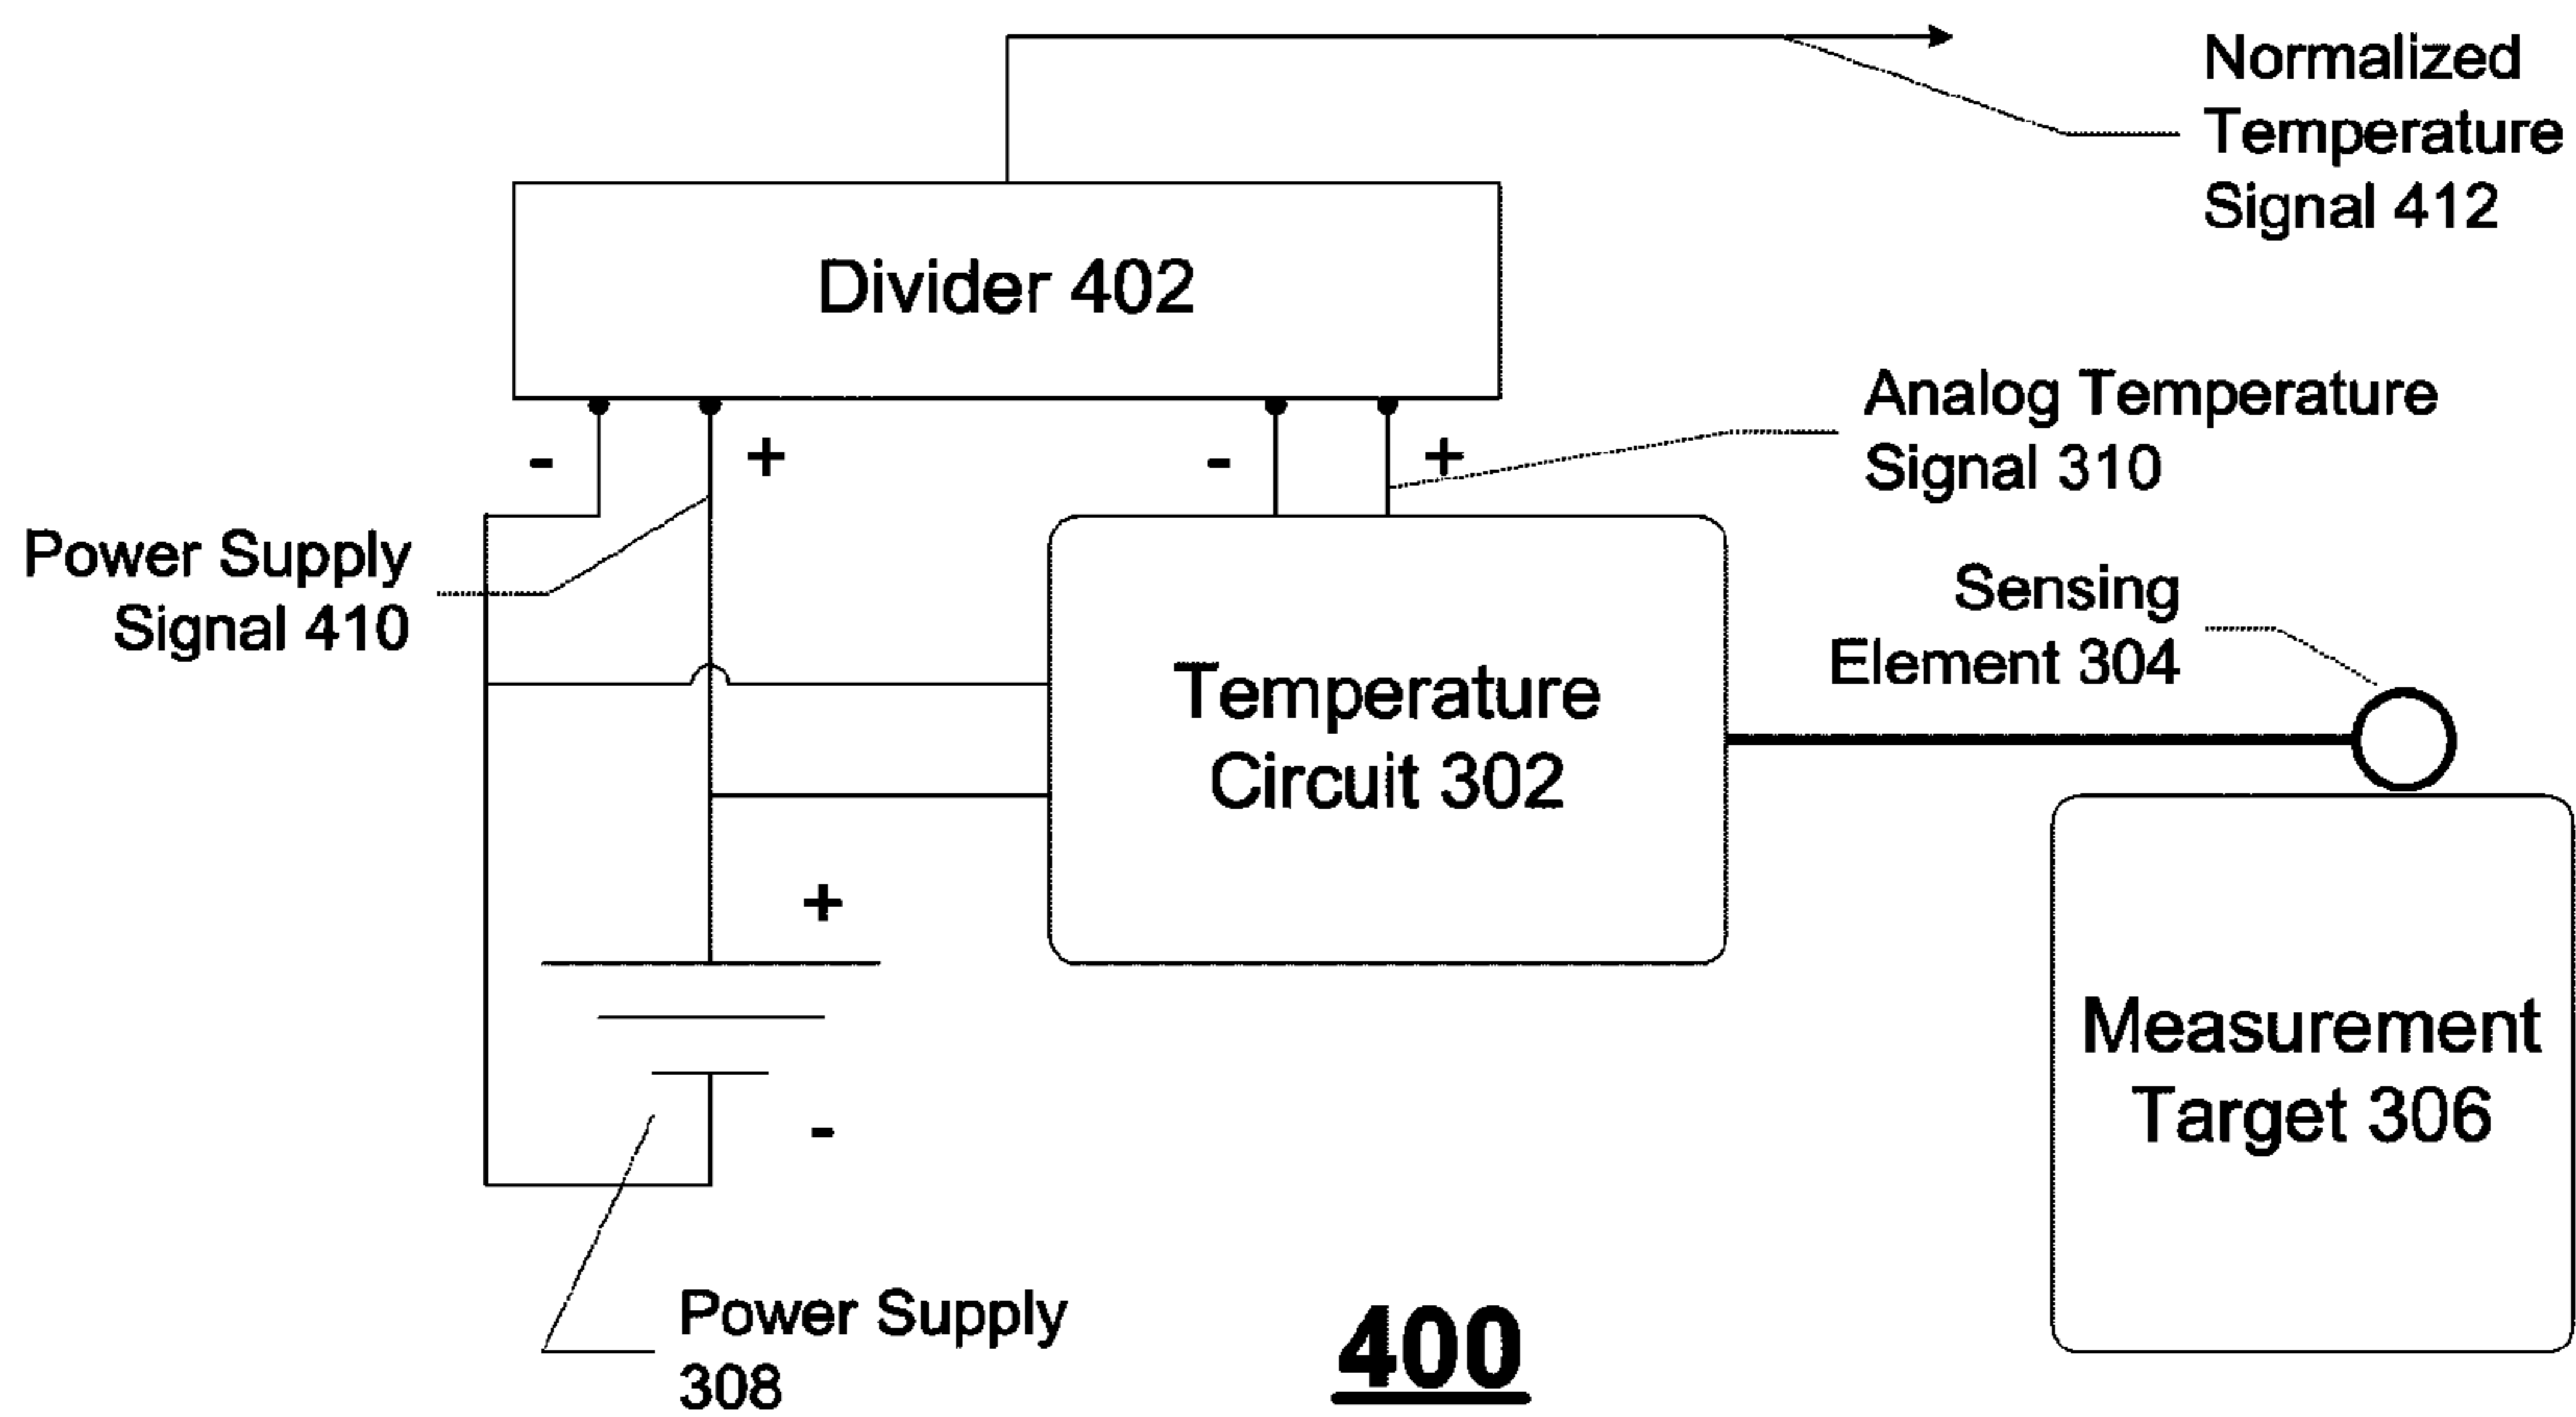 Normalized
Temperature
Signal 412
Divider 402
Analog Temperature
Signal 310
- +
- +
Power Supply
Signal 410
Sensing
Element 304
Temperature
Circuit 302
+
-
Measurement
Target 306
Power Supply
308
400